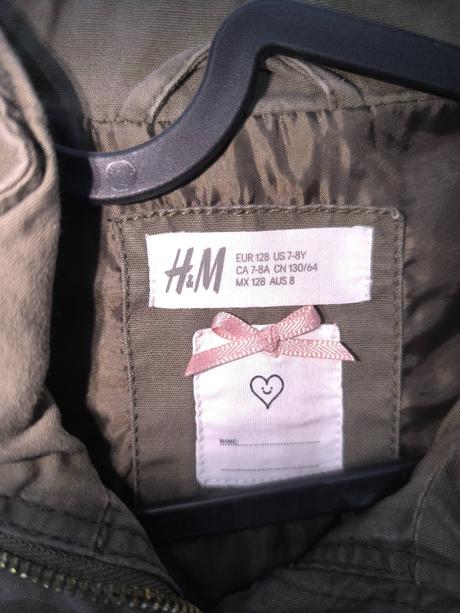 H&M
EUR 128 US 7-8Y
CA 7-8A CN 130/64
MX 128 AUS 8
NAME: